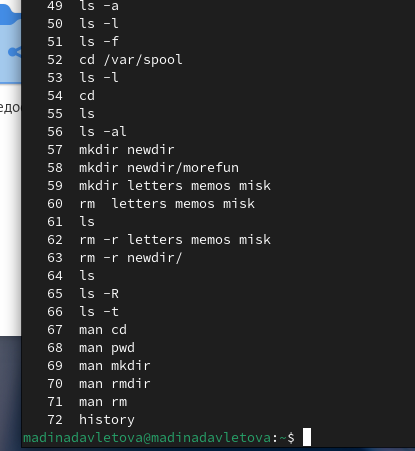 49 ls -a
50 ls -l
51 ls -f
52 cd /var/spool
53 ls -l
54 cd
55 ls
56 ls -al
57 mkdir newdir
58 mkdir newdir/morefun
59 mkdir letters memos misk
60 rm  letters memos misk
61 ls
62 rm -r letters memos misk
63 rm -r newdir/
64 ls
65 ls -R
66 ls -t
67 man cd
68 man pwd
69 man mkdir
70 man rmdir
71 man rm
72 history
madinadavletova@madinadavletova:~$